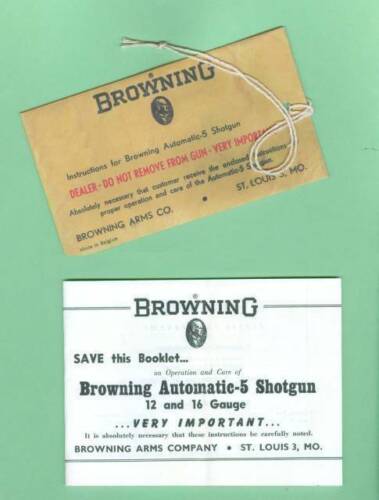 BROWNING
Instructions for Browning Automatic-5 Shotgun
DEALER - DO NOT REMOVE FROM GUN - VERY IMPORTANT
Absolutely necessary that customer receive the enclosed instructions
proper operation and care of the Automatic-5 Shotgun.
BROWNING ARMS CO. • ST. LOUIS 3, MO.
Made in Belgium
BROWNING
SAVE this Booklet...
on Operation and Care of
Browning Automatic-5 Shotgun
12 and 16 Gauge
...VERY IMPORTANT...
It is absolutely necessary that these instructions be carefully noted.
BROWNING ARMS COMPANY • ST. LOUIS 3, MO.